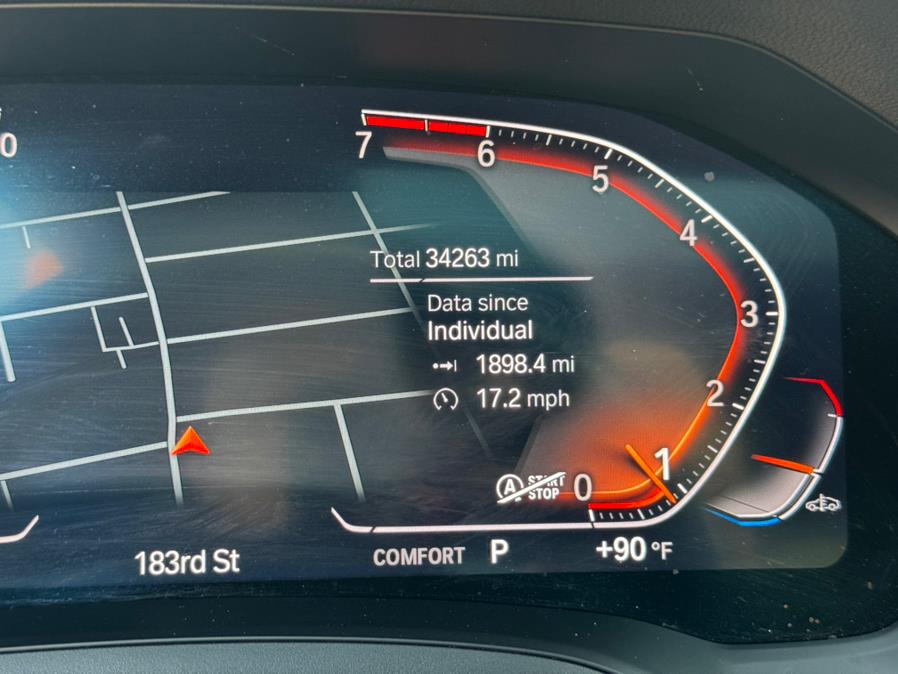 0
7
6
5
4
3
2
1
0
Total 34263 mi
Data since
Individual
1898.4 mi
17.2 mph
A START
STOP
183rd St
COMFORT P +90 °F